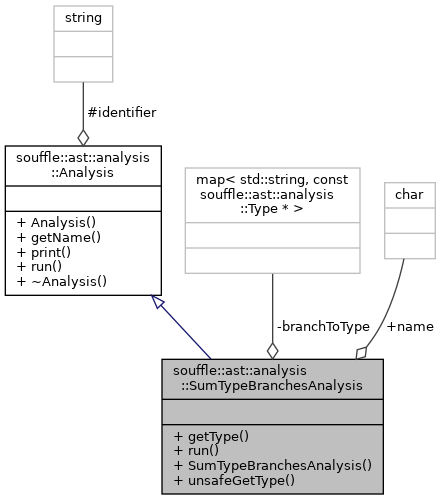 string
#identifier
souffle::ast::analysis
::Analysis
+ Analysis()
+ getName()
+ print()
+ run()
+ ~Analysis()
map< std::string, const
souffle::ast::analysis
::Type * >
char
-branchToType
+name
souffle::ast::analysis
::SumTypeBranchesAnalysis
+ getType()
+ run()
+ SumTypeBranchesAnalysis()
+ unsafeGetType()